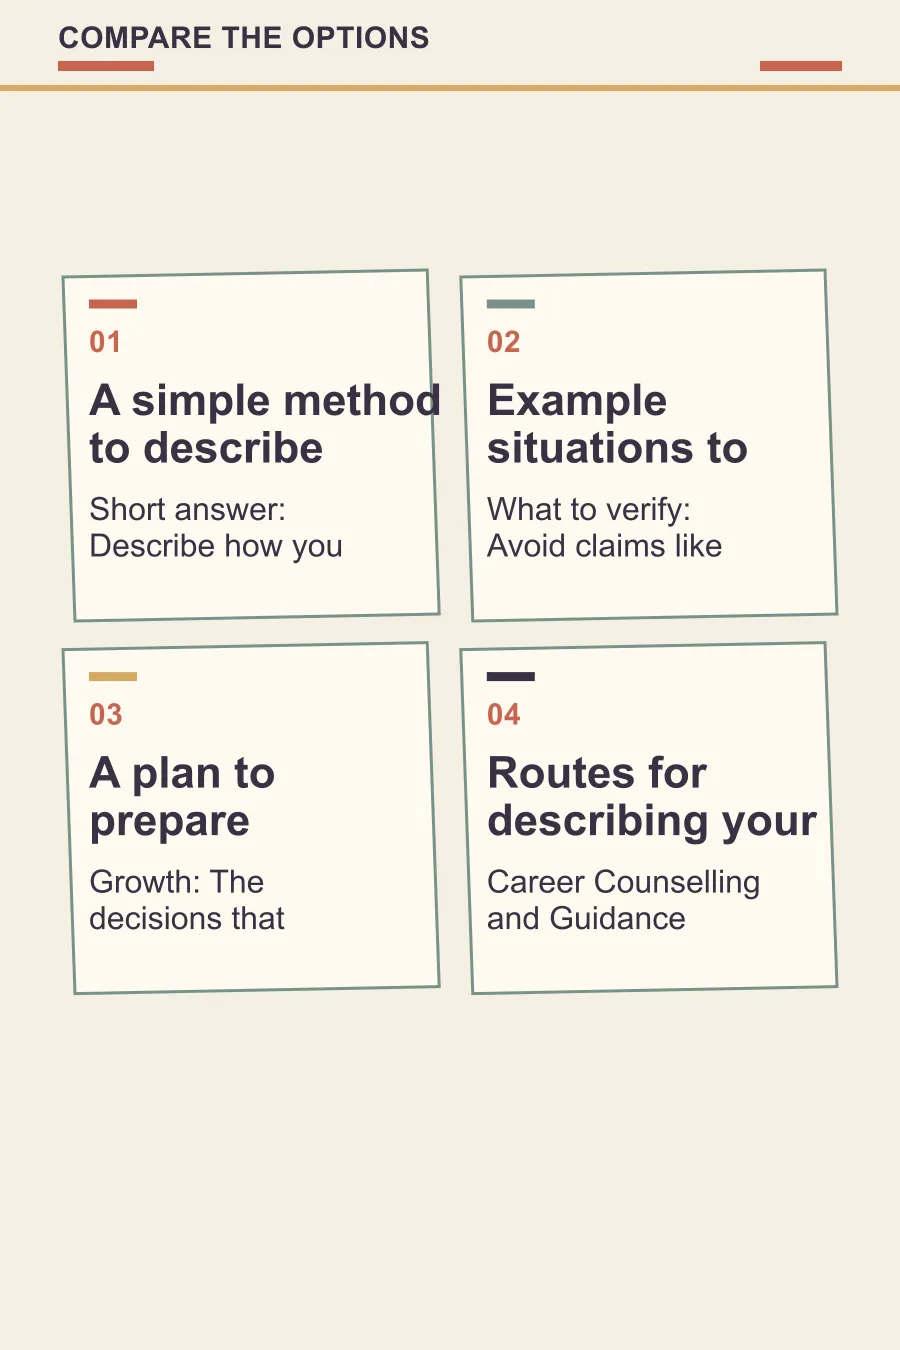 COMPARE THE OPTIONS
01
A simple method
to describe
Short answer:
Describe how you
02
Example
situations to
What to verify:
Avoid claims like
03
A plan to
prepare
Growth: The
decisions that
04
Routes for
describing your
Career Counselling
and Guidance